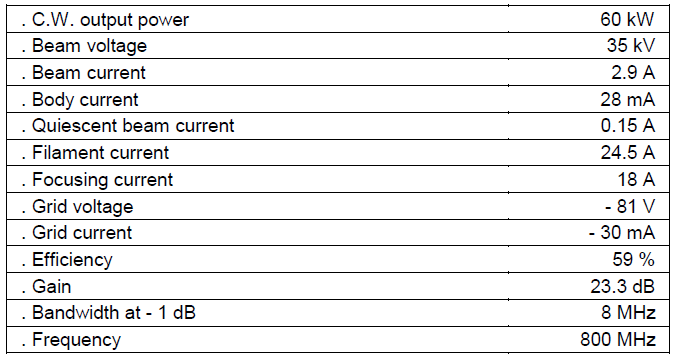 . C.W. output power 60 kW
. Beam voltage 35 kV
. Beam current 2.9 A
. Body current 28 mA
. Quiescent beam current 0.15 A
. Filament current 24.5 A
. Focusing current 18 A
. Grid voltage - 81 V
. Grid current - 30 mA
. Efficiency 59 %
. Gain 23.3 dB
. Bandwidth at - 1 dB 8 MHz
. Frequency 800 MHz